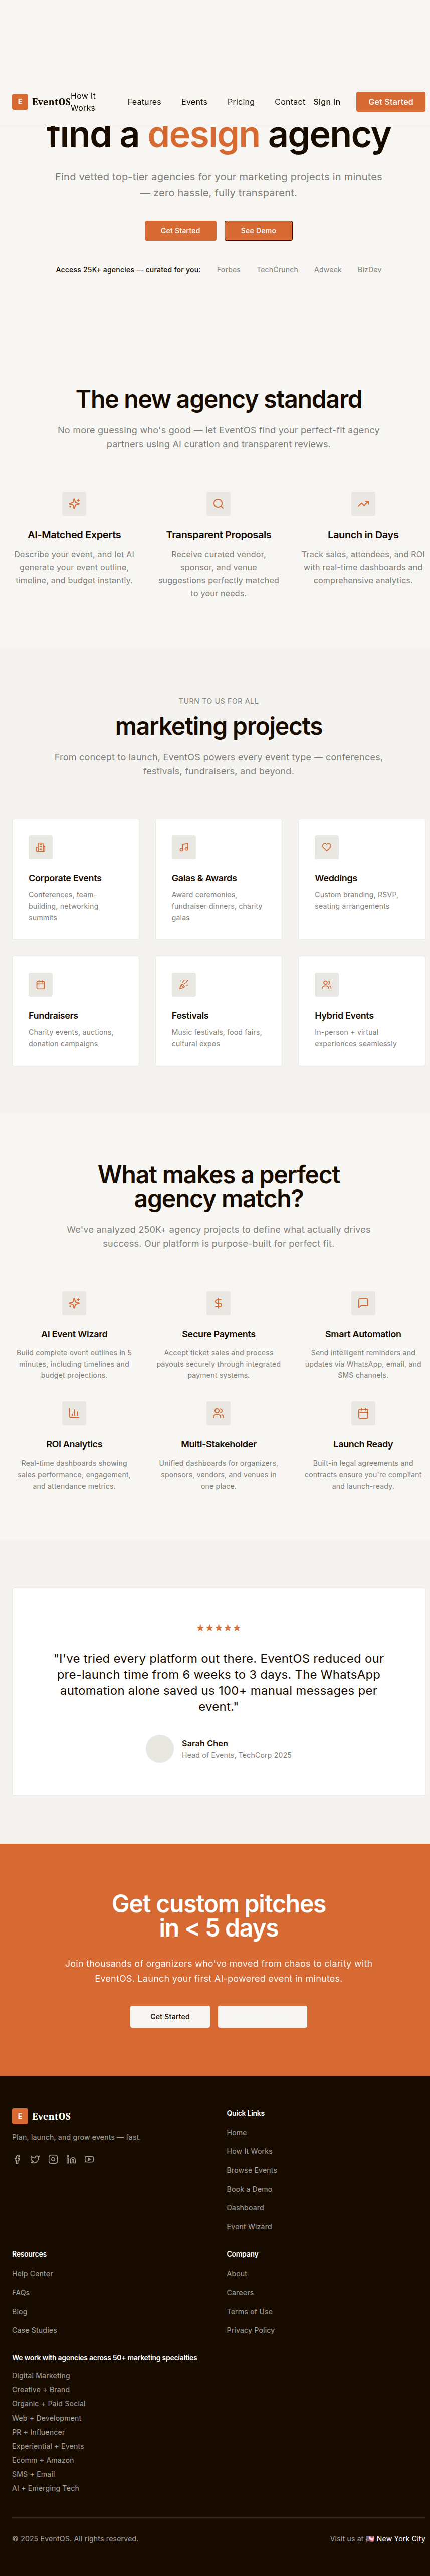 E EventOS
How It Works
Features
Events
Pricing
Contact
Sign In
Get Started
find a design agency
Find vetted top-tier agencies for your marketing projects in minutes
— zero hassle, fully transparent.
Get Started
See Demo
Access 25K+ agencies — curated for you:
Forbes
TechCrunch
Adweek
BizDev
The new agency standard
No more guessing who's good — let EventOS find your perfect-fit agency
partners using AI curation and transparent reviews.
AI-Matched Experts
Describe your event, and let AI
generate your event outline,
timeline, and budget instantly.
Transparent Proposals
Receive curated vendor,
sponsor, and venue
suggestions perfectly matched
to your needs.
Launch in Days
Track sales, attendees, and ROI
with real-time dashboards and
comprehensive analytics.
TURN TO US FOR ALL
marketing projects
From concept to launch, EventOS powers every event type — conferences,
festivals, fundraisers, and beyond.
Corporate Events
Conferences, team-
building, networking
summits
Galas & Awards
Award ceremonies,
fundraiser dinners, charity
galas
Weddings
Custom branding, RSVP,
seating arrangements
Fundraisers
Charity events, auctions,
donation campaigns
Festivals
Music festivals, food fairs,
cultural expos
Hybrid Events
In-person + virtual
experiences seamlessly
What makes a perfect
agency match?
We've analyzed 250K+ agency projects to define what actually drives
success. Our platform is purpose-built for perfect fit.
AI Event Wizard
Build complete event outlines in 5
minutes, including timelines and
budget projections.
Secure Payments
Accept ticket sales and process
payouts securely through integrated
payment systems.
Smart Automation
Send intelligent reminders and
updates via WhatsApp, email, and
SMS channels.
ROI Analytics
Real-time dashboards showing
sales performance, engagement,
and attendance metrics.
Multi-Stakeholder
Unified dashboards for organizers,
sponsors, vendors, and venues in
one place.
Launch Ready
Built-in legal agreements and
contracts ensure you're compliant
and launch-ready.
★★★★★
"I've tried every platform out there. EventOS reduced our
pre-launch time from 6 weeks to 3 days. The WhatsApp
automation alone saved us 100+ manual messages per
event."
Sarah Chen
Head of Events, TechCorp 2025
Get custom pitches
in < 5 days
Join thousands of organizers who've moved from chaos to clarity with
EventOS. Launch your first AI-powered event in minutes.
Get Started
E EventOS
Plan, launch, and grow events — fast.
Quick Links
Home
How It Works
Browse Events
Book a Demo
Dashboard
Event Wizard
Resources
Help Center
FAQs
Blog
Case Studies
Company
About
Careers
Terms of Use
Privacy Policy
We work with agencies across 50+ marketing specialties
Digital Marketing
Creative + Brand
Organic + Paid Social
Web + Development
PR + Influencer
Experiential + Events
Ecomm + Amazon
SMS + Email
AI + Emerging Tech
© 2025 EventOS. All rights reserved.
Visit us at 🇺🇸 New York City